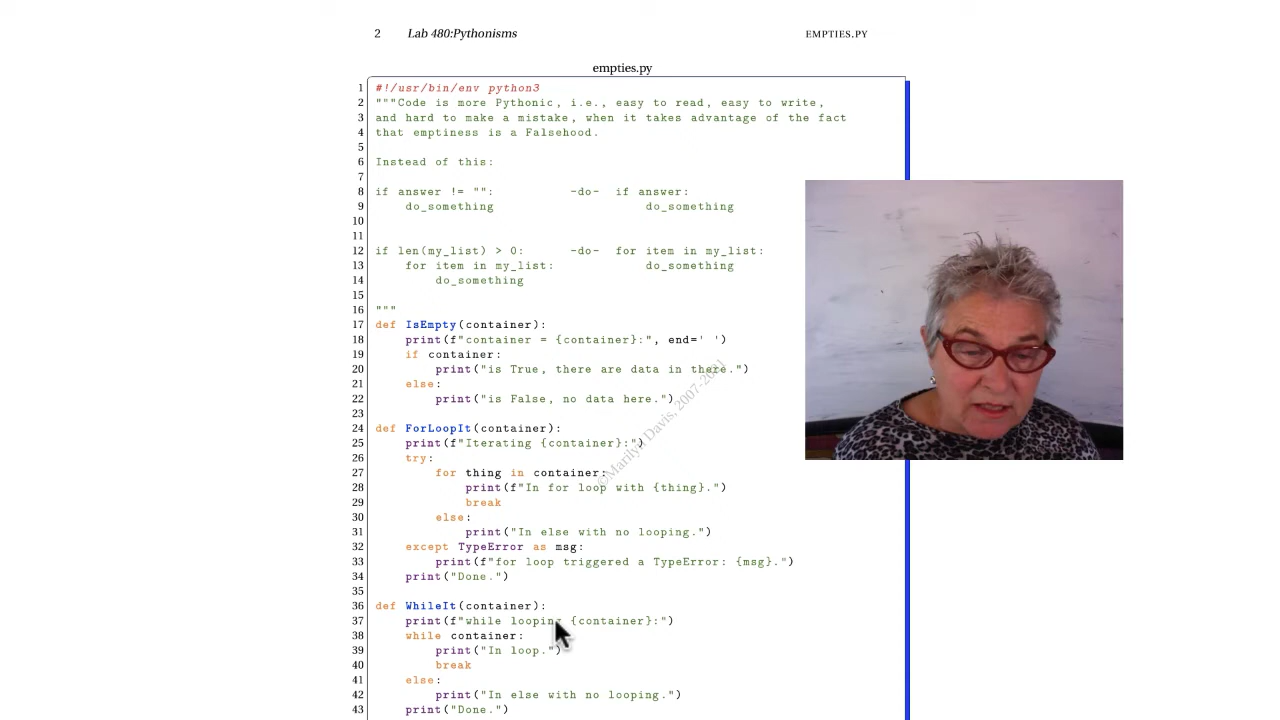 2 Lab 480:Pythonisms EMPTIES.PY
empties.py
1 #!/usr/bin/env python3
2 """Code is more Pythonic, i.e., easy to read, easy to write,
3 and hard to make a mistake, when it takes advantage of the fact
4 that emptiness is a Falsehood.
5
6 Instead of this:
7
8 if answer != "": -do- if answer:
9 do_something do_something
10
11
12 if len(my_list) > 0: -do- for item in my_list:
13 for item in my_list: do_something
14 do_something
15
16 """
17 def IsEmpty(container):
18 print(f"container = {container}:", end=' ')
19 if container:
20 print("is True, there are data in there.")
21 else:
22 print("is False, no data here.")
23
24 def ForLoopIt(container):
25 print(f"Iterating {container}:")
26 try:
27 for thing in container:
28 print(f"In for loop with {thing}.")
29 break
30 else:
31 print("In else with no looping.")
32 except TypeError as msg:
33 print(f"for loop triggered a TypeError: {msg}.")
34 print("Done.")
35
36 def WhileIt(container):
37 print(f"while looping {container}:")
38 while container:
39 print("In loop.")
40 break
41 else:
42 print("In else with no looping.")
43 print("Done.")
©Marilyn Davis, 2007-2021